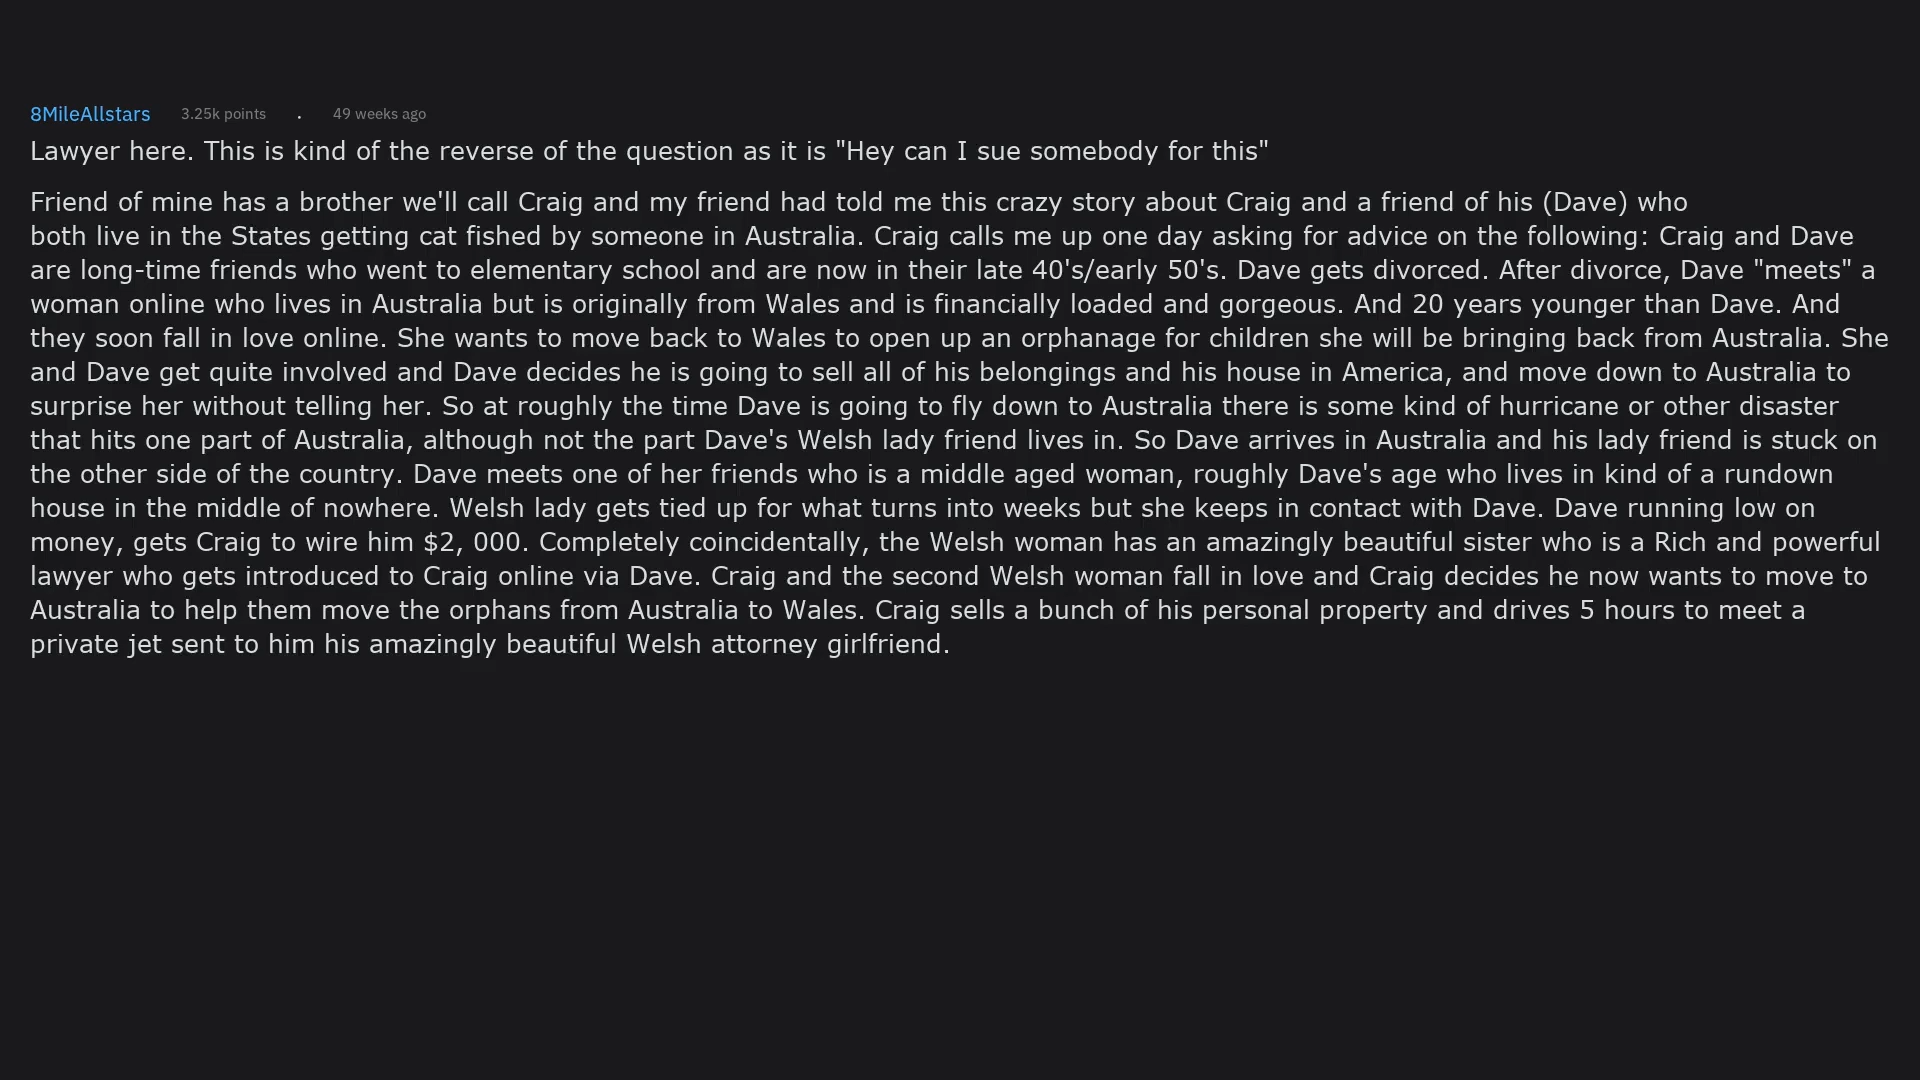 8MileAllstars 3.25k points . 49 weeks ago
Lawyer here. This is kind of the reverse of the question as it is "Hey can I sue somebody for this"
Friend of mine has a brother we'll call Craig and my friend had told me this crazy story about Craig and a friend of his (Dave) who
both live in the States getting cat fished by someone in Australia. Craig calls me up one day asking for advice on the following: Craig and Dave
are long-time friends who went to elementary school and are now in their late 40's/early 50's. Dave gets divorced. After divorce, Dave "meets" a
woman online who lives in Australia but is originally from Wales and is financially loaded and gorgeous. And 20 years younger than Dave. And
they soon fall in love online. She wants to move back to Wales to open up an orphanage for children she will be bringing back from Australia. She
and Dave get quite involved and Dave decides he is going to sell all of his belongings and his house in America, and move down to Australia to
surprise her without telling her. So at roughly the time Dave is going to fly down to Australia there is some kind of hurricane or other disaster
that hits one part of Australia, although not the part Dave's Welsh lady friend lives in. So Dave arrives in Australia and his lady friend is stuck on
the other side of the country. Dave meets one of her friends who is a middle aged woman, roughly Dave's age who lives in kind of a rundown
house in the middle of nowhere. Welsh lady gets tied up for what turns into weeks but she keeps in contact with Dave. Dave running low on
money, gets Craig to wire him $2, 000. Completely coincidentally, the Welsh woman has an amazingly beautiful sister who is a Rich and powerful
lawyer who gets introduced to Craig online via Dave. Craig and the second Welsh woman fall in love and Craig decides he now wants to move to
Australia to help them move the orphans from Australia to Wales. Craig sells a bunch of his personal property and drives 5 hours to meet a
private jet sent to him his amazingly beautiful Welsh attorney girlfriend.